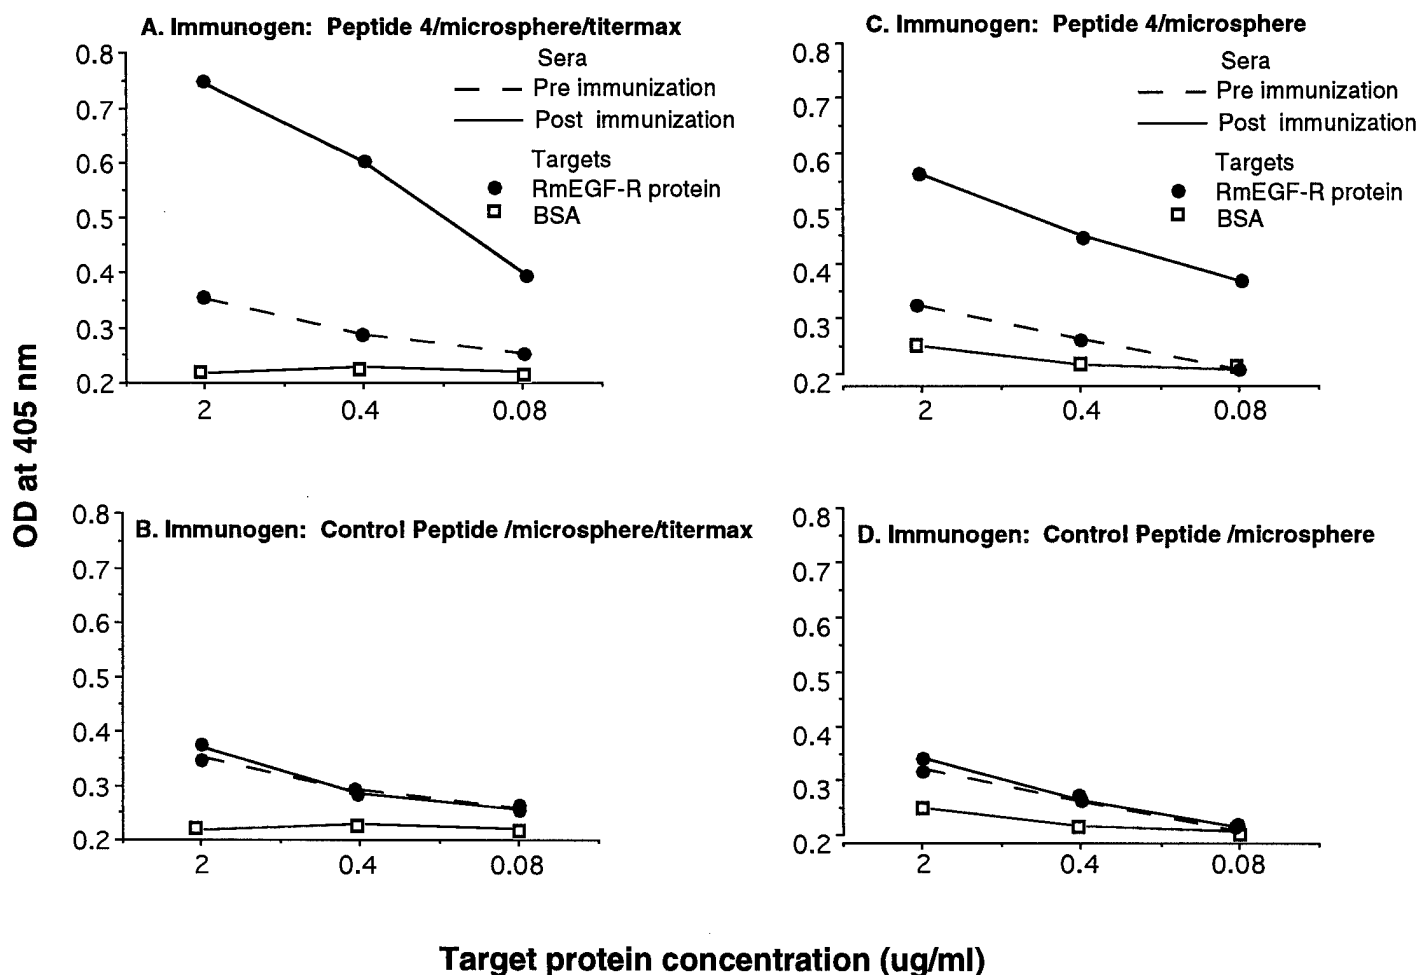 A. Immunogen: Peptide 4/microsphere/titermax
Sera
Pre immunization
Post immunization
Targets
RmEGF-R protein
BSA
0.8
0.7
0.6
0.5
0.4
0.3
0.2
2
0.4
0.08
C. Immunogen: Peptide 4/microsphere
Sera
Pre immunization
Post immunization
Targets
RmEGF-R protein
BSA
0.8
0.7
0.6
0.5
0.4
0.3
0.2
2
0.4
0.08
OD at 405 nm
B. Immunogen: Control Peptide /microsphere/titermax
0.8
0.7
0.6
0.5
0.4
0.3
0.2
2
0.4
0.08
D. Immunogen: Control Peptide /microsphere
0.8
0.7
0.6
0.5
0.4
0.3
0.2
2
0.4
0.08
Target protein concentration (ug/ml)